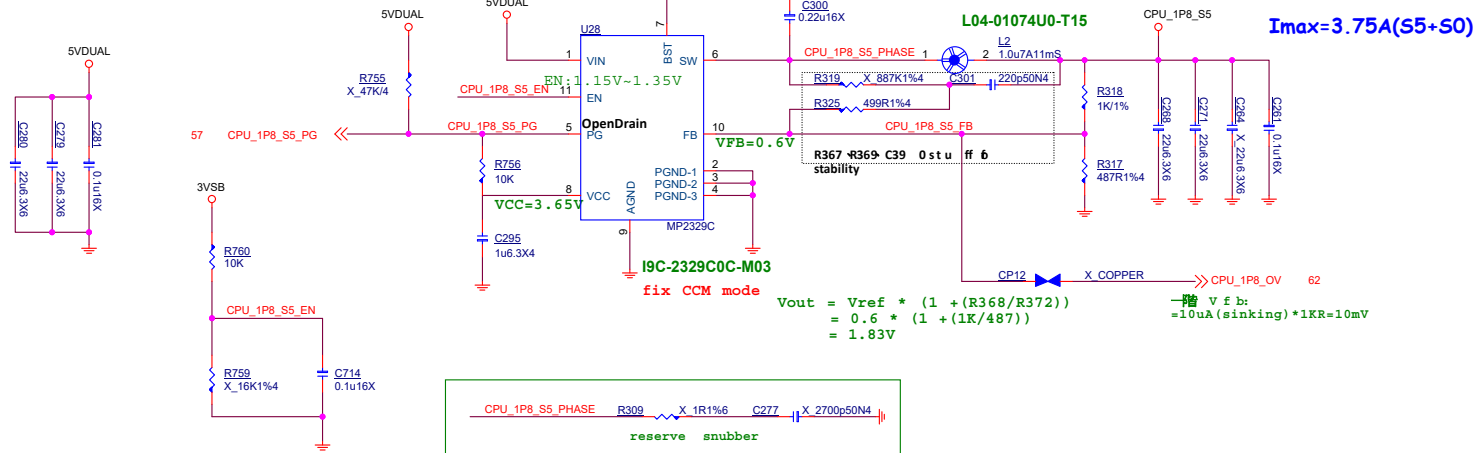 5VDUAL
5VDUAL
5VDUAL
C300
0.22u16X
L04-01074U0-T15
CPU_1P8_S5
Imax=3.75A(S5+S0)
U28
7
BST
1
VIN
SW
6
CPU_1P8_S5_PHASE
1
2
L2
1.0u7A11mS
EN:1.15V~1.35V
R755
X_47K/4
CPU_1P8_S5_EN
11
EN
R319
X_887K1%4
C301
220p50N4
R325
499R1%4
R318
1K/1%
57
CPU_1P8_S5_PG
CPU_1P8_S5_PG
5
OpenDrain
PG
FB
10
CPU_1P8_S5_FB
VFB=0.6V
R367 R369 C39 0 s t u ff 6
stability
R756
10K
PGND-1
2
PGND-2
3
PGND-3
4
8
VCC
VCC=3.65V
AGND
9
MP2329C
R317
487R1%4
C280
22u6.3X6
C279
22u6.3X6
C281
0.1u16X
C268
22u6.3X6
C271
22u6.3X6
C264
X_22u6.3X6
C261
0.1u16X
3VSB
R760
10K
C295
1u6.3X4
I9C-2329C0C-M03
fix CCM mode
CP12
X_COPPER
CPU_1P8_OV
62
一階 V f b:
=10uA(sinking)*1KR=10mV
Vout = Vref * (1 +(R368/R372))
= 0.6 * (1 +(1K/487))
= 1.83V
CPU_1P8_S5_EN
R759
X_16K1%4
C714
0.1u16X
CPU_1P8_S5_PHASE
R309
X_1R1%6
C277
X_2700p50N4
reserve snubber